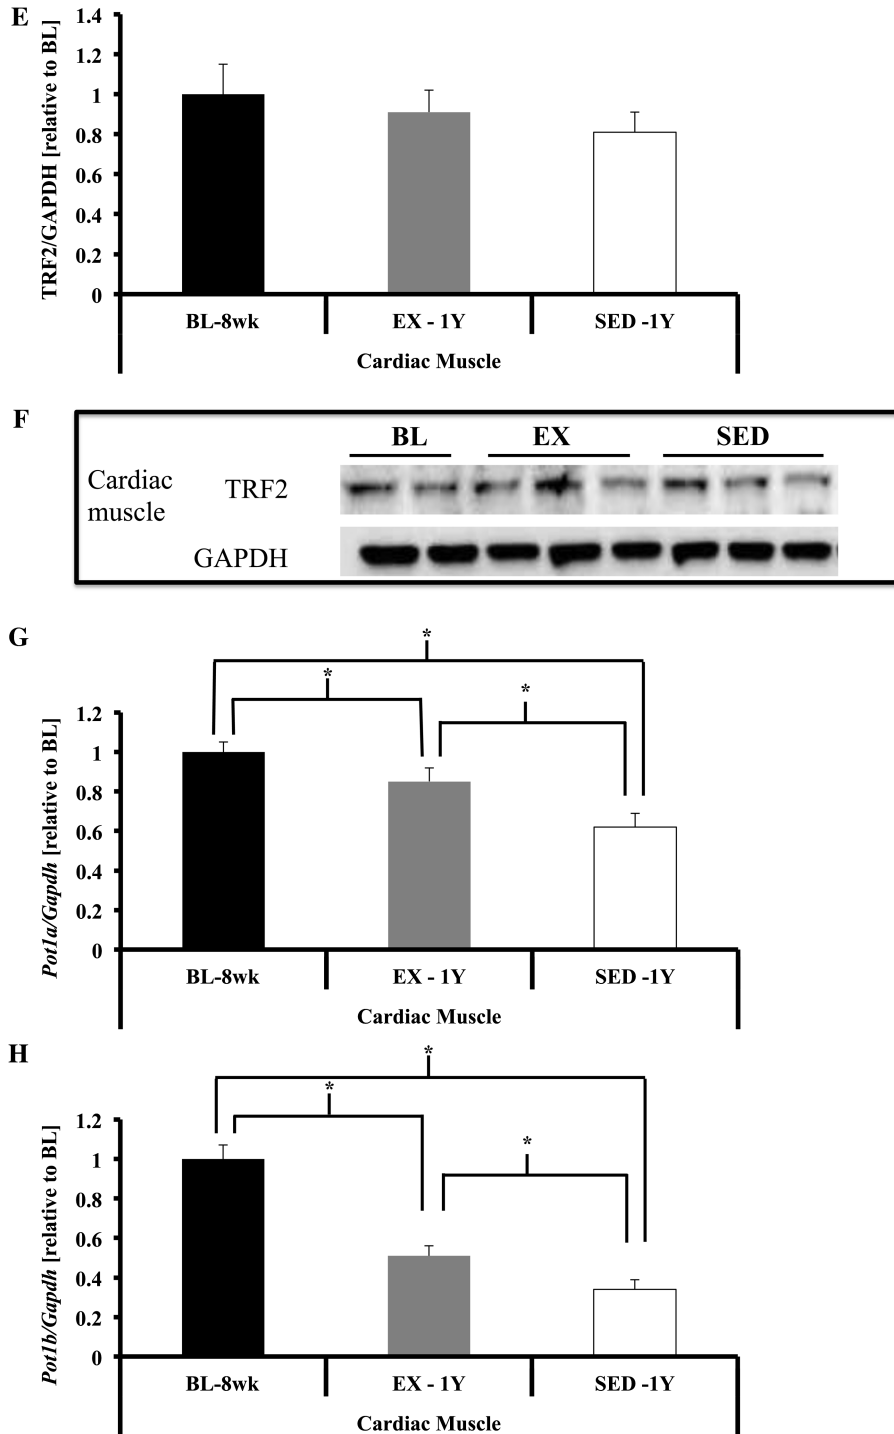 E
TRF2/GAPDH [relative to BL]
1.4
1.2
1
0.8
0.6
0.4
0.2
0
BL-8wk
EX - 1Y
SED -1Y
Cardiac Muscle
F
BL
EX
SED
Cardiac
muscle
TRF2
GAPDH
G
*
*
*
Pot1a/Gapdh [relative to BL]
1.2
1
0.8
0.6
0.4
0.2
0
BL-8wk
EX - 1Y
SED -1Y
Cardiac Muscle
H
*
*
*
Pot1b/Gapdh [relative to BL]
1.2
1
0.8
0.6
0.4
0.2
0
BL-8wk
EX - 1Y
SED -1Y
Cardiac Muscle